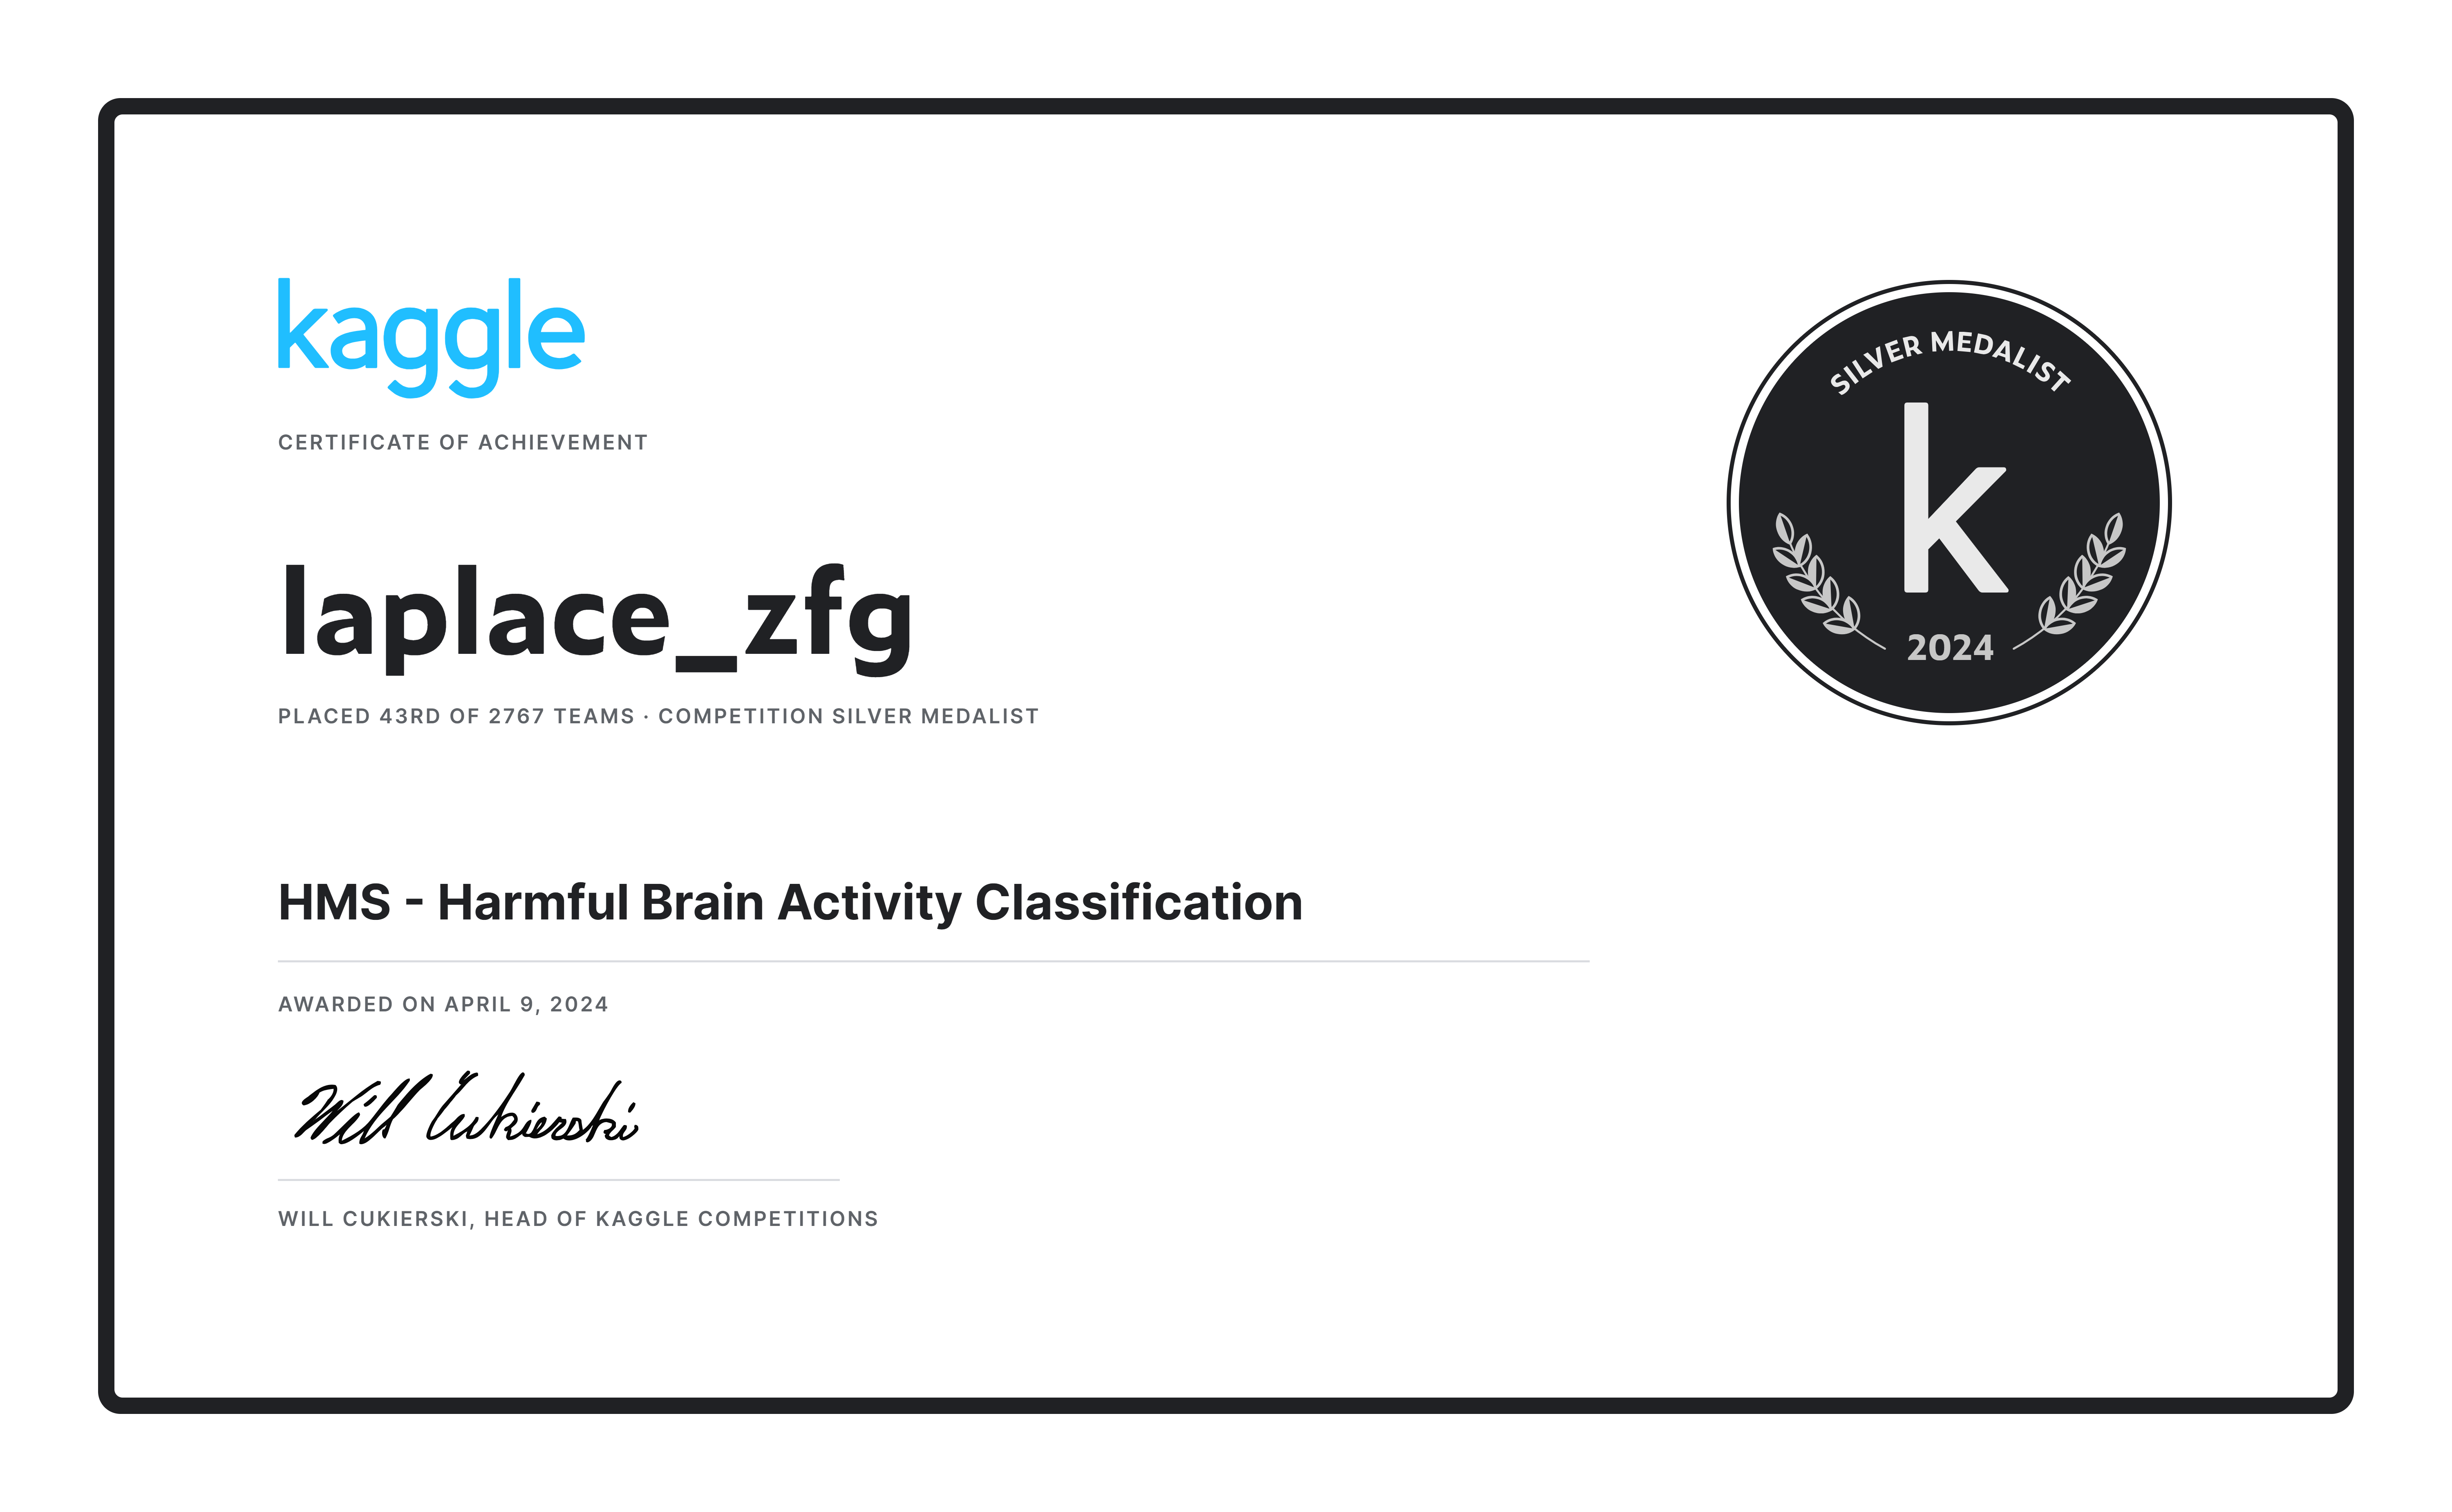 kaggle
CERTIFICATE OF ACHIEVEMENT
SILVER MEDALIST
k
2024
laplace_zfg
PLACED 43RD OF 2767 TEAMS · COMPETITION SILVER MEDALIST
HMS - Harmful Brain Activity Classification
AWARDED ON APRIL 9, 2024
Will Cukierski
WILL CUKIERSKI, HEAD OF KAGGLE COMPETITIONS